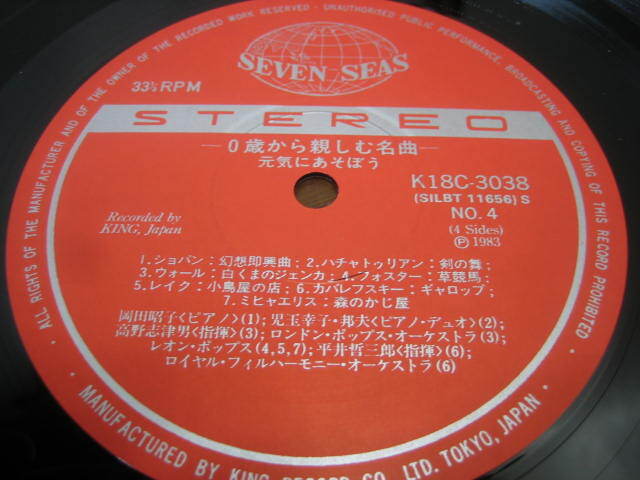 ALL RIGHTS OF THE MANUFACTURER AND OF THE OWNER OF THE RECORDED WORK RESERVED - UNAUTHORISED PUBLIC PERFORMANCE, BROADCASTING AND COPYING OF THIS RECORD PROHIBITED
SEVEN SEAS
33⅓RPM
STEREO
—0歳から親しむ名曲—
元気にあそぼう
K18C-3038
(SILBT 11656) S
NO. 4
(4 Sides)
Ⓟ 1983
Recorded by
KING, Japan
1.ショパン:幻想即興曲;2.ハチャトゥリアン:剣の舞;
3.ウォール:白くまのジェンカ;4.フォスター:草競馬;
5.レイク:小鳥屋の店;6.カバレフスキー:ギャロップ;
7.ミヒャエリス:森のかじ屋
岡田昭子<ピアノ>(1);児玉幸子・邦夫<ピアノ・デュオ>(2);
高野志津男<指揮>(3);ロンドン・ポップス・オーケストラ(3);
レオン・ポップス(4,5,7);平井哲三郎<指揮>(6);
ロイヤル・フィルハーモニー・オーケストラ(6)
MANUFACTURED BY KING RECORD CO. LTD. TOKYO, JAPAN